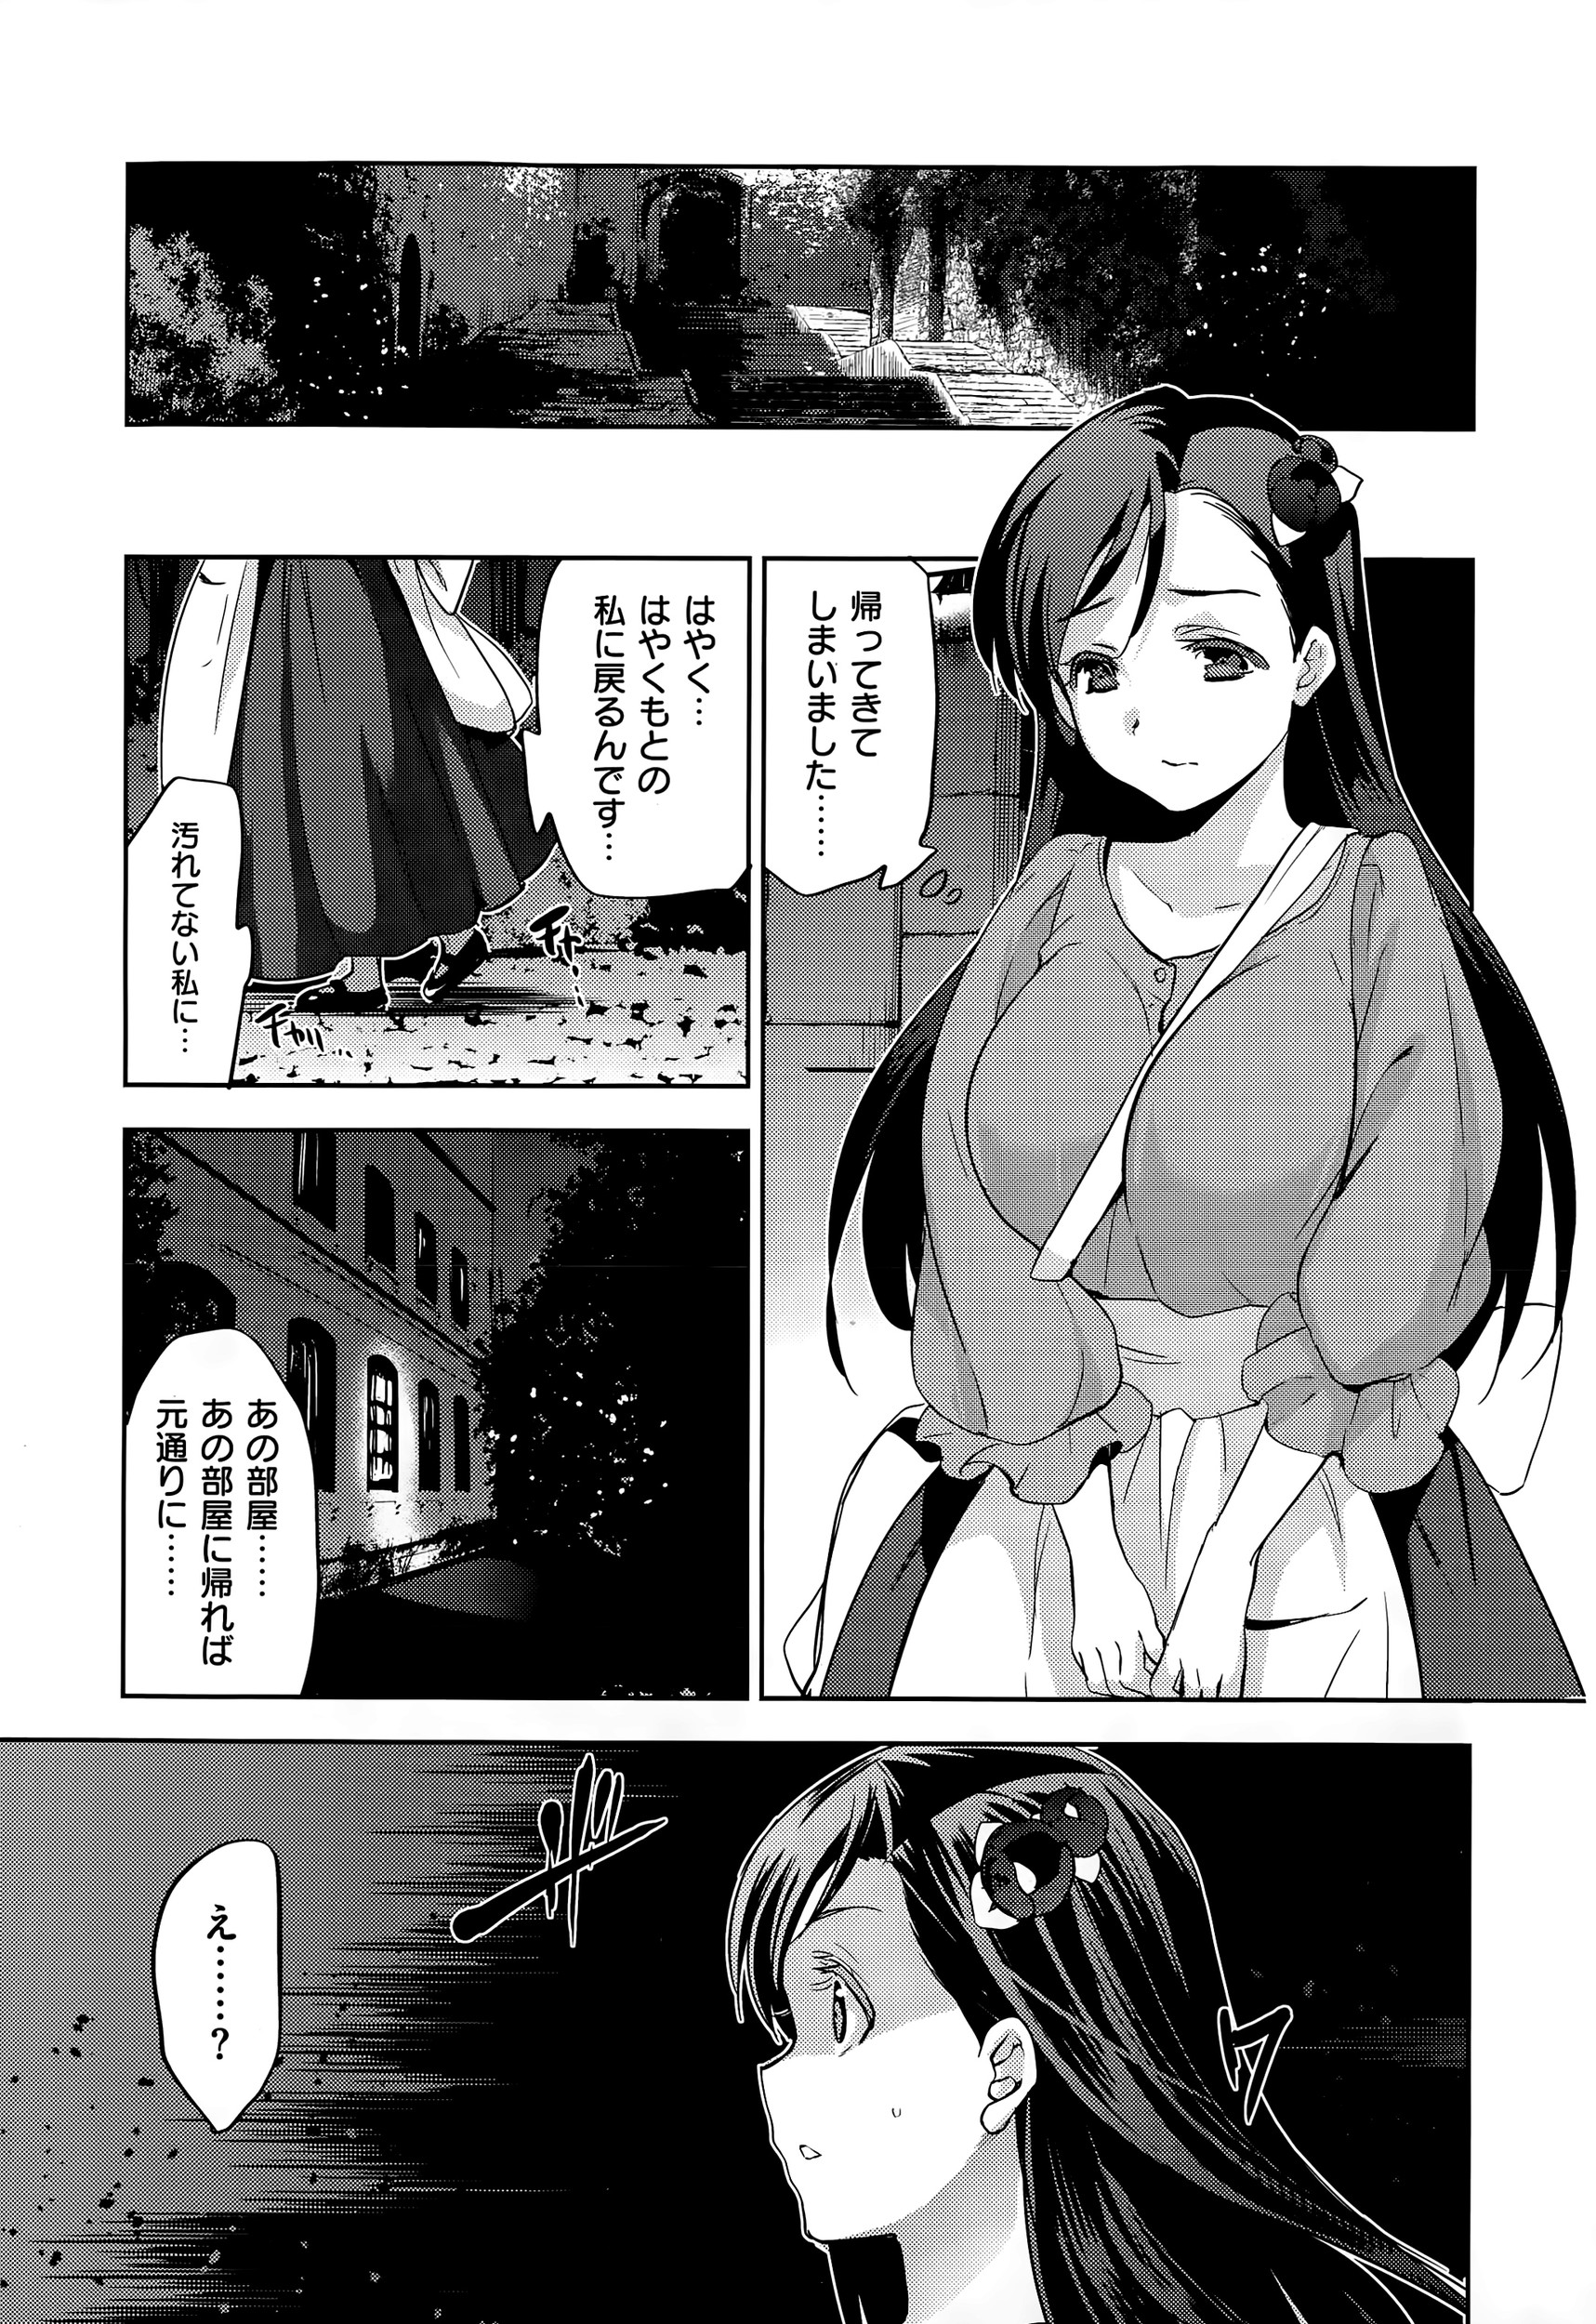 帰ってきて
しまいました……
はやく…
はやくもとの
私に戻るんです…
汚れてない私に…
チャ…
チャリ…
あの部屋……
あの部屋に帰れば
元通りに……
え……？